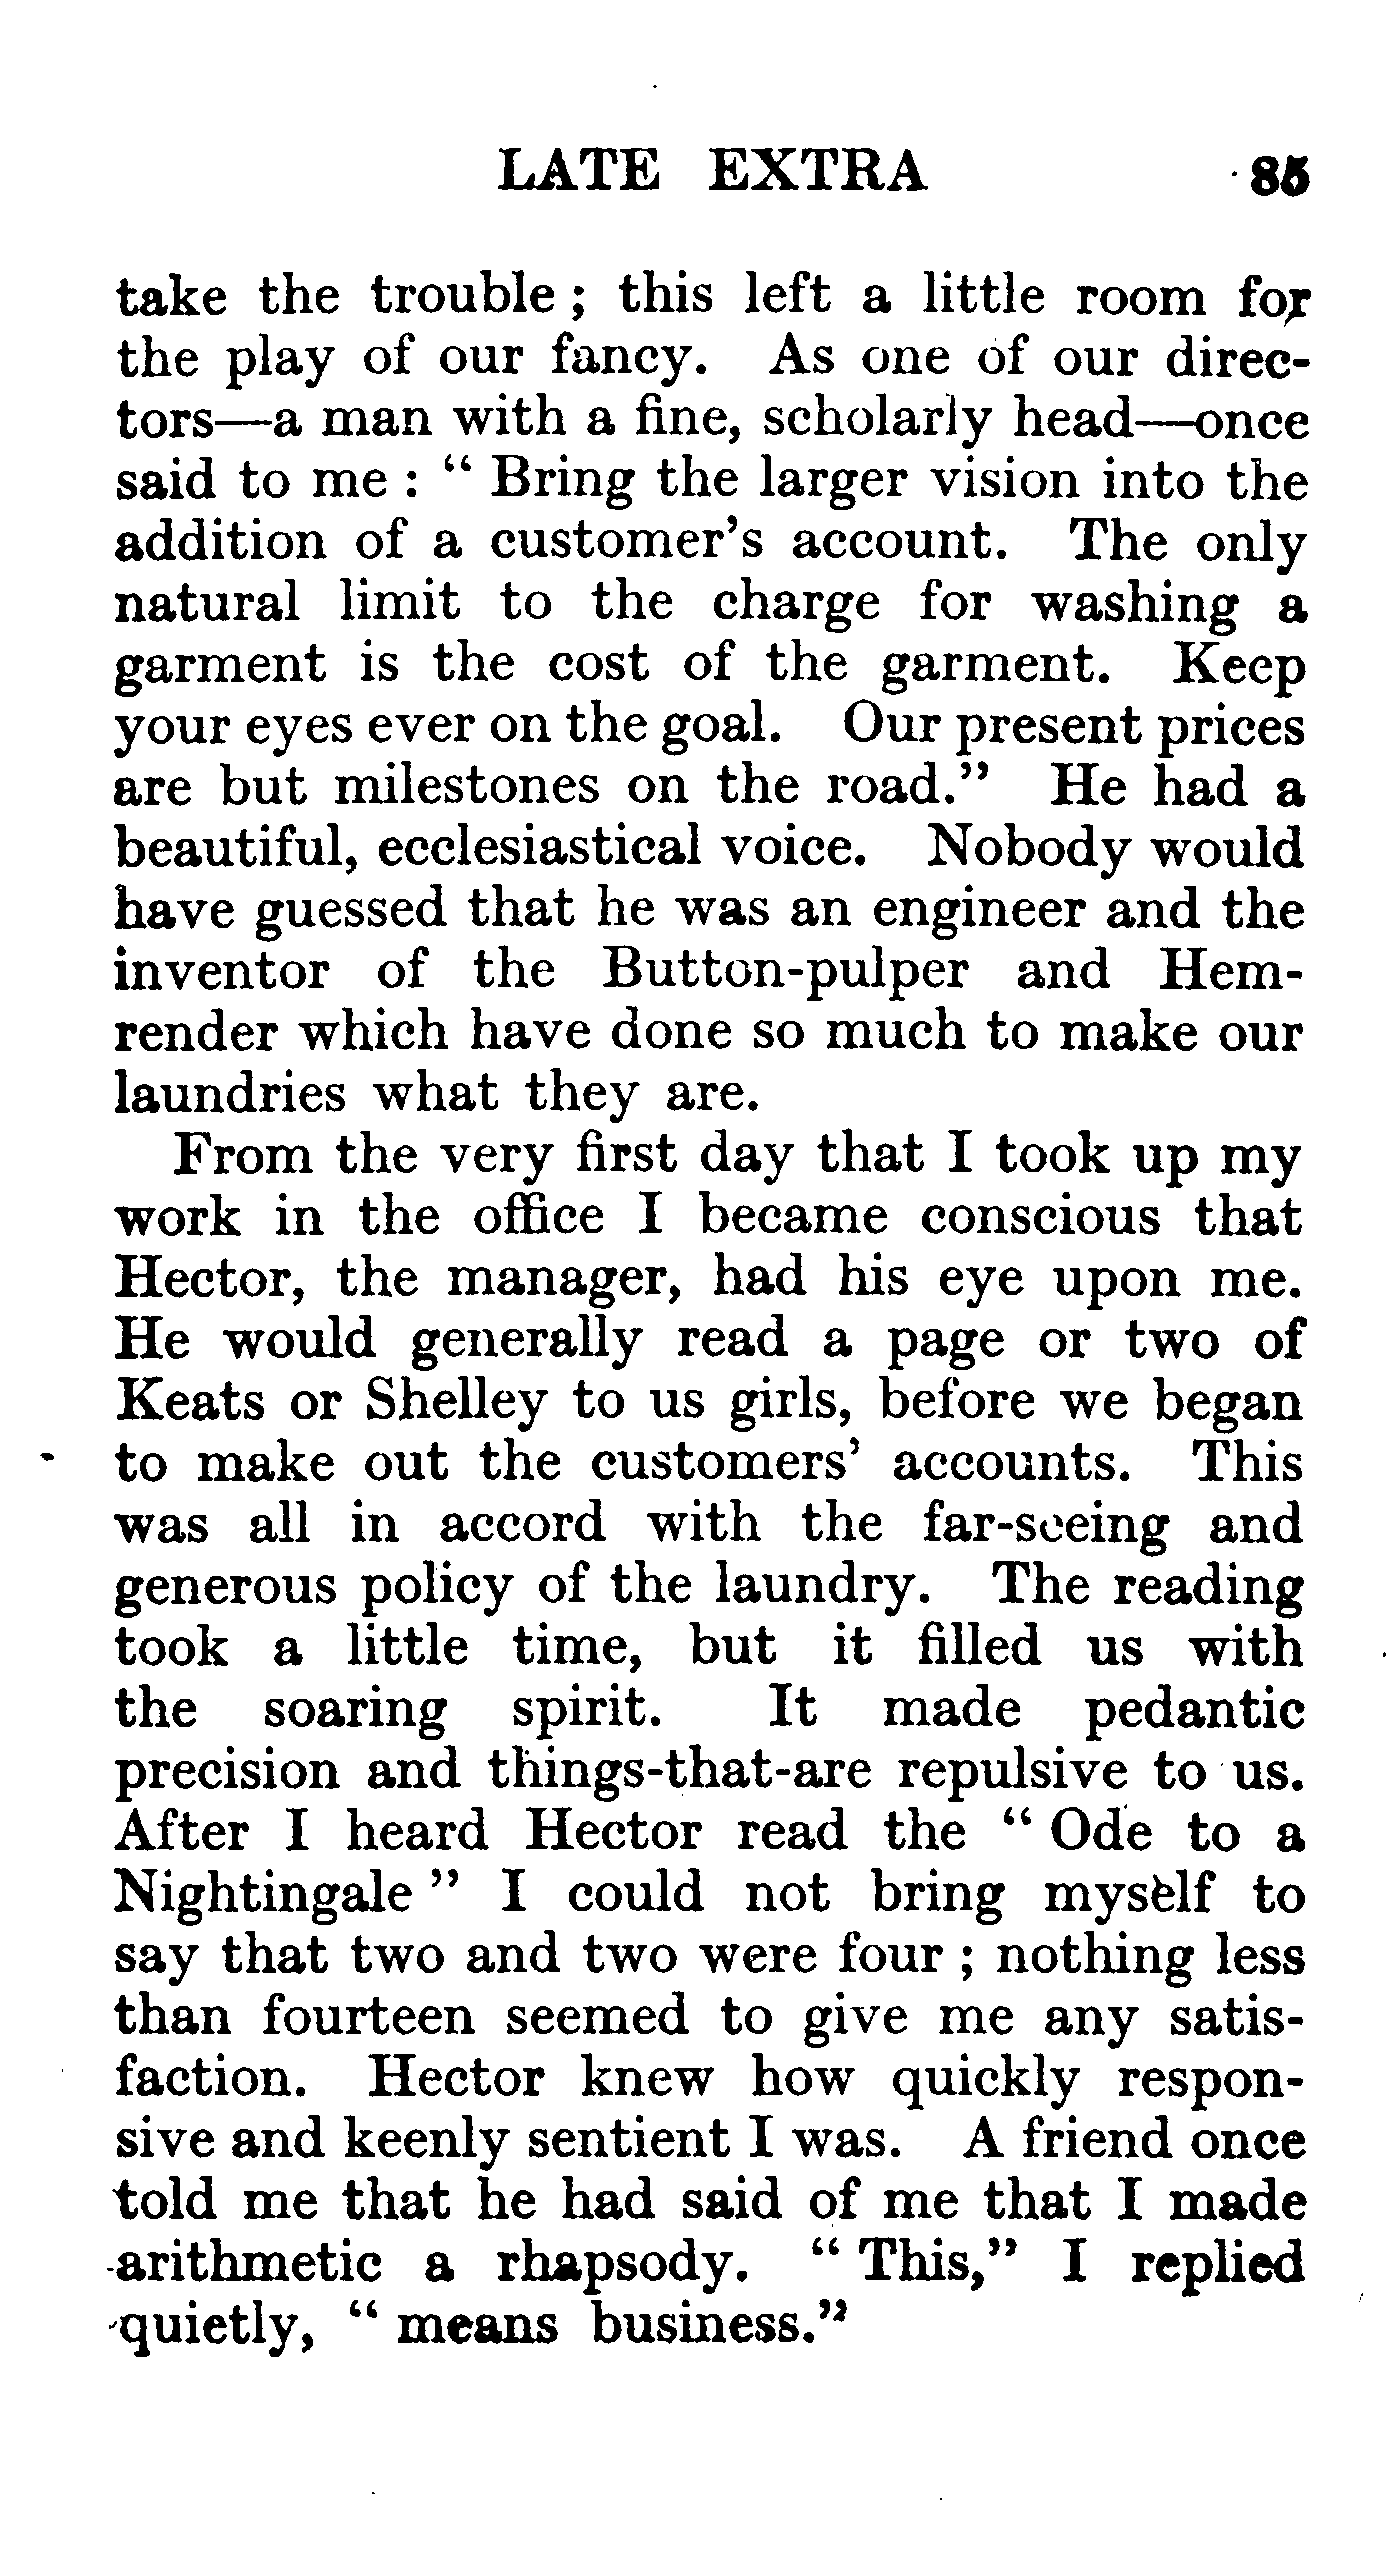 LATE EXTRA 85
take the trouble ; this left a little room for
the play of our fancy. As one of our direc-
tors—a man with a fine, scholarly head—once
said to me : “ Bring the larger vision into the
addition of a customer’s account. The only
natural limit to the charge for washing a
garment is the cost of the garment. Keep
your eyes ever on the goal. Our present prices
are but milestones on the road.” He had a
beautiful, ecclesiastical voice. Nobody would
have guessed that he was an engineer and the
inventor of the Button-pulper and Hem-
render which have done so much to make our
laundries what they are.
From the very first day that I took up my
work in the office I became conscious that
Hector, the manager, had his eye upon me.
He would generally read a page or two of
Keats or Shelley to us girls, before we began
to make out the customers’ accounts. This
was all in accord with the far-seeing and
generous policy of the laundry. The reading
took a little time, but it filled us with
the soaring spirit. It made pedantic
precision and things-that-are repulsive to us.
After I heard Hector read the “ Ode to a
Nightingale ” I could not bring myself to
say that two and two were four ; nothing less
than fourteen seemed to give me any satis-
faction. Hector knew how quickly respon-
sive and keenly sentient I was. A friend once
told me that he had said of me that I made
arithmetic a rhapsody. “ This,” I replied
quietly, “ means business.”